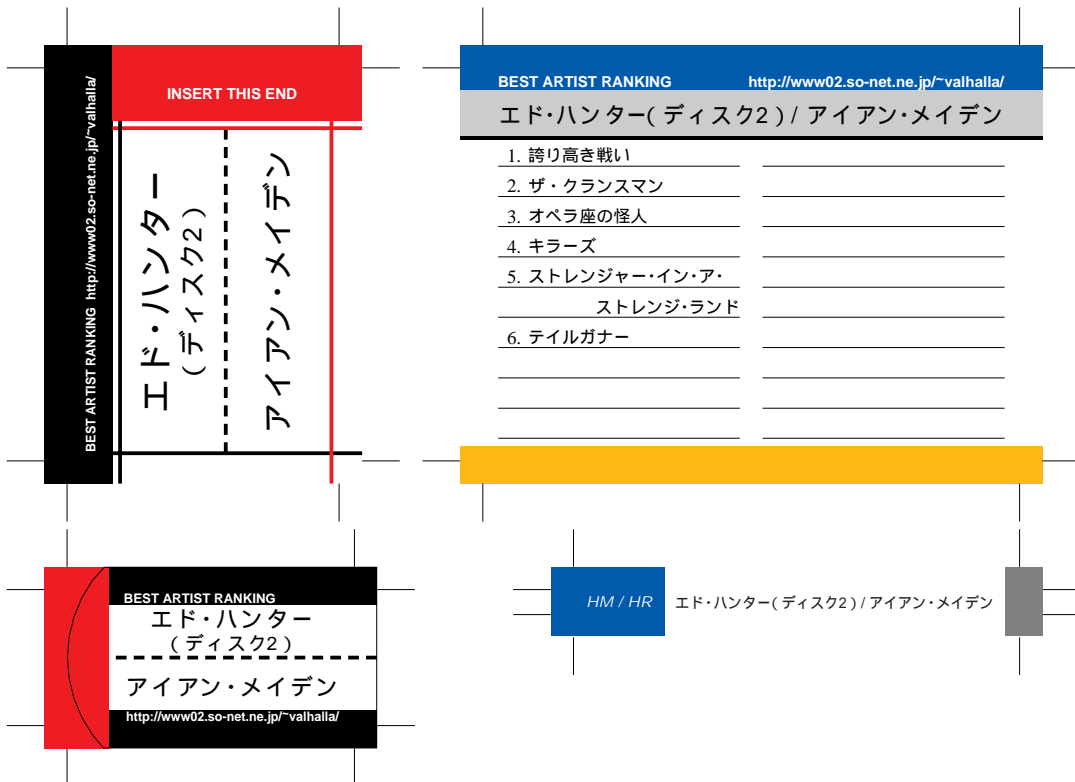 INSERT THIS END
BEST ARTIST RANKING http://www02.so-net.ne.jp/~valhalla/
エド・ハンター
(ディスク2)
アイアン・メイデン
BEST ARTIST RANKING http://www02.so-net.ne.jp/~valhalla/
エド・ハンター(ディスク2)/アイアン・メイデン
1. 誇り高き戦い
2. ザ・クランスマン
3. オペラ座の怪人
4. キラーズ
5. ストレンジャー・イン・ア・
ストレンジ・ランド
6. テイルガナー
BEST ARTIST RANKING
エド・ハンター
(ディスク2)
アイアン・メイデン
http://www02.so-net.ne.jp/~valhalla/
HM / HR エド・ハンター(ディスク2)/アイアン・メイデン